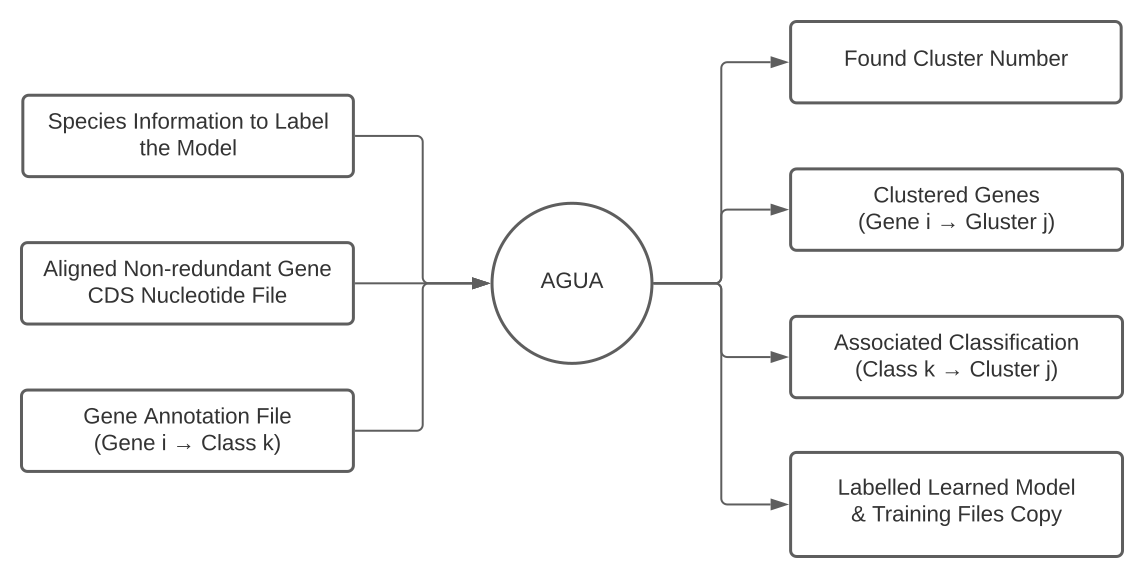 Species Information to Label
the Model
Aligned Non-redundant Gene
CDS Nucleotide File
Gene Annotation File
(Gene i → Class k)
AGUA
Found Cluster Number
Clustered Genes
(Gene i → Gluster j)
Associated Classification
(Class k → Cluster j)
Labelled Learned Model
& Training Files Copy